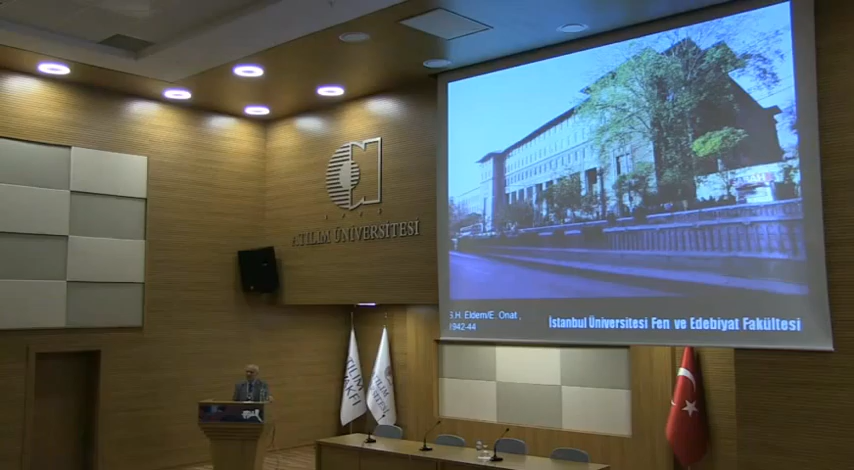 ATILIM ÜNİVERSİTESİ
S.H. Eldem/E. Onat,
1942-44
İstanbul Üniversitesi Fen ve Edebiyat Fakültesi